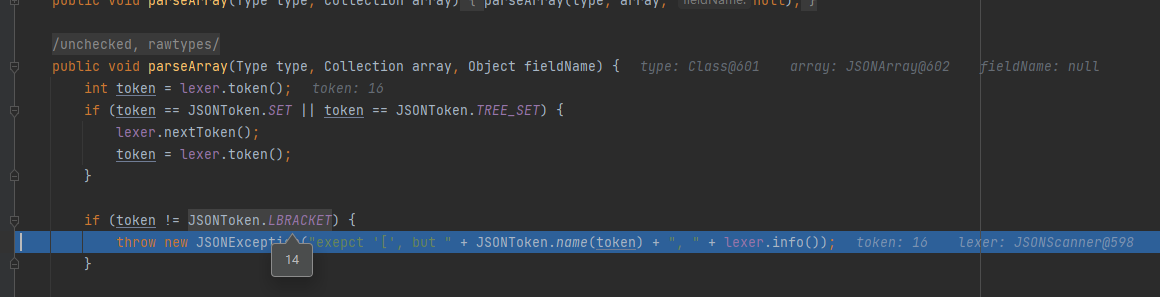 public void parseArray(Type type, Collection array) { parseArray(type, array, fieldName: null); }
/unchecked, rawtypes/
public void parseArray(Type type, Collection array, Object fieldName) { type: Class@601 array: JSONArray@602 fieldName: null
int token = lexer.token(); token: 16
if (token == JSONToken.SET || token == JSONToken.TREE_SET) {
lexer.nextToken();
token = lexer.token();
}
if (token != JSONToken.LBRACKET) {
throw new JSONExcepti ("exepct '[', but " + JSONToken.name(token) + ", " + lexer.info()); token: 16 lexer: JSONScanner@598
14
}